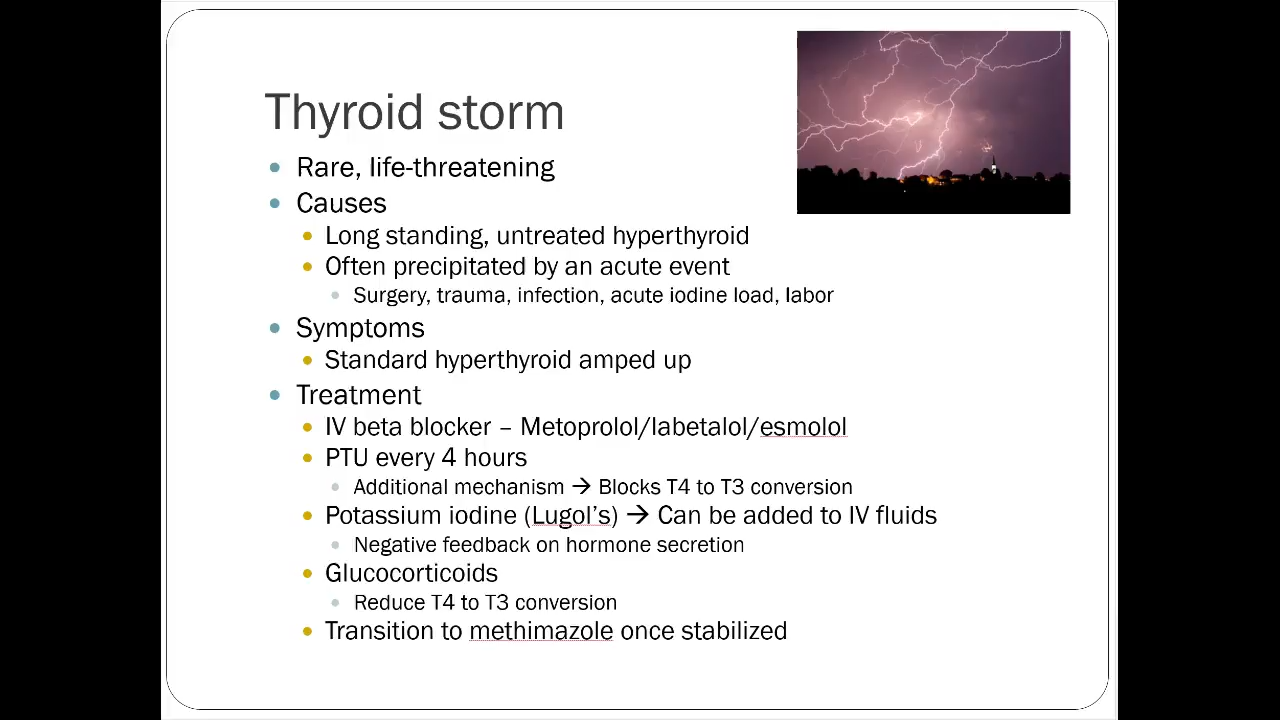 Thyroid storm
Rare, life-threatening
Causes
Long standing, untreated hyperthyroid
Often precipitated by an acute event
Surgery, trauma, infection, acute iodine load, labor
Symptoms
Standard hyperthyroid amped up
Treatment
IV beta blocker – Metoprolol/labetalol/esmolol
PTU every 4 hours
Additional mechanism → Blocks T4 to T3 conversion
Potassium iodine (Lugol’s) → Can be added to IV fluids
Negative feedback on hormone secretion
Glucocorticoids
Reduce T4 to T3 conversion
Transition to methimazole once stabilized